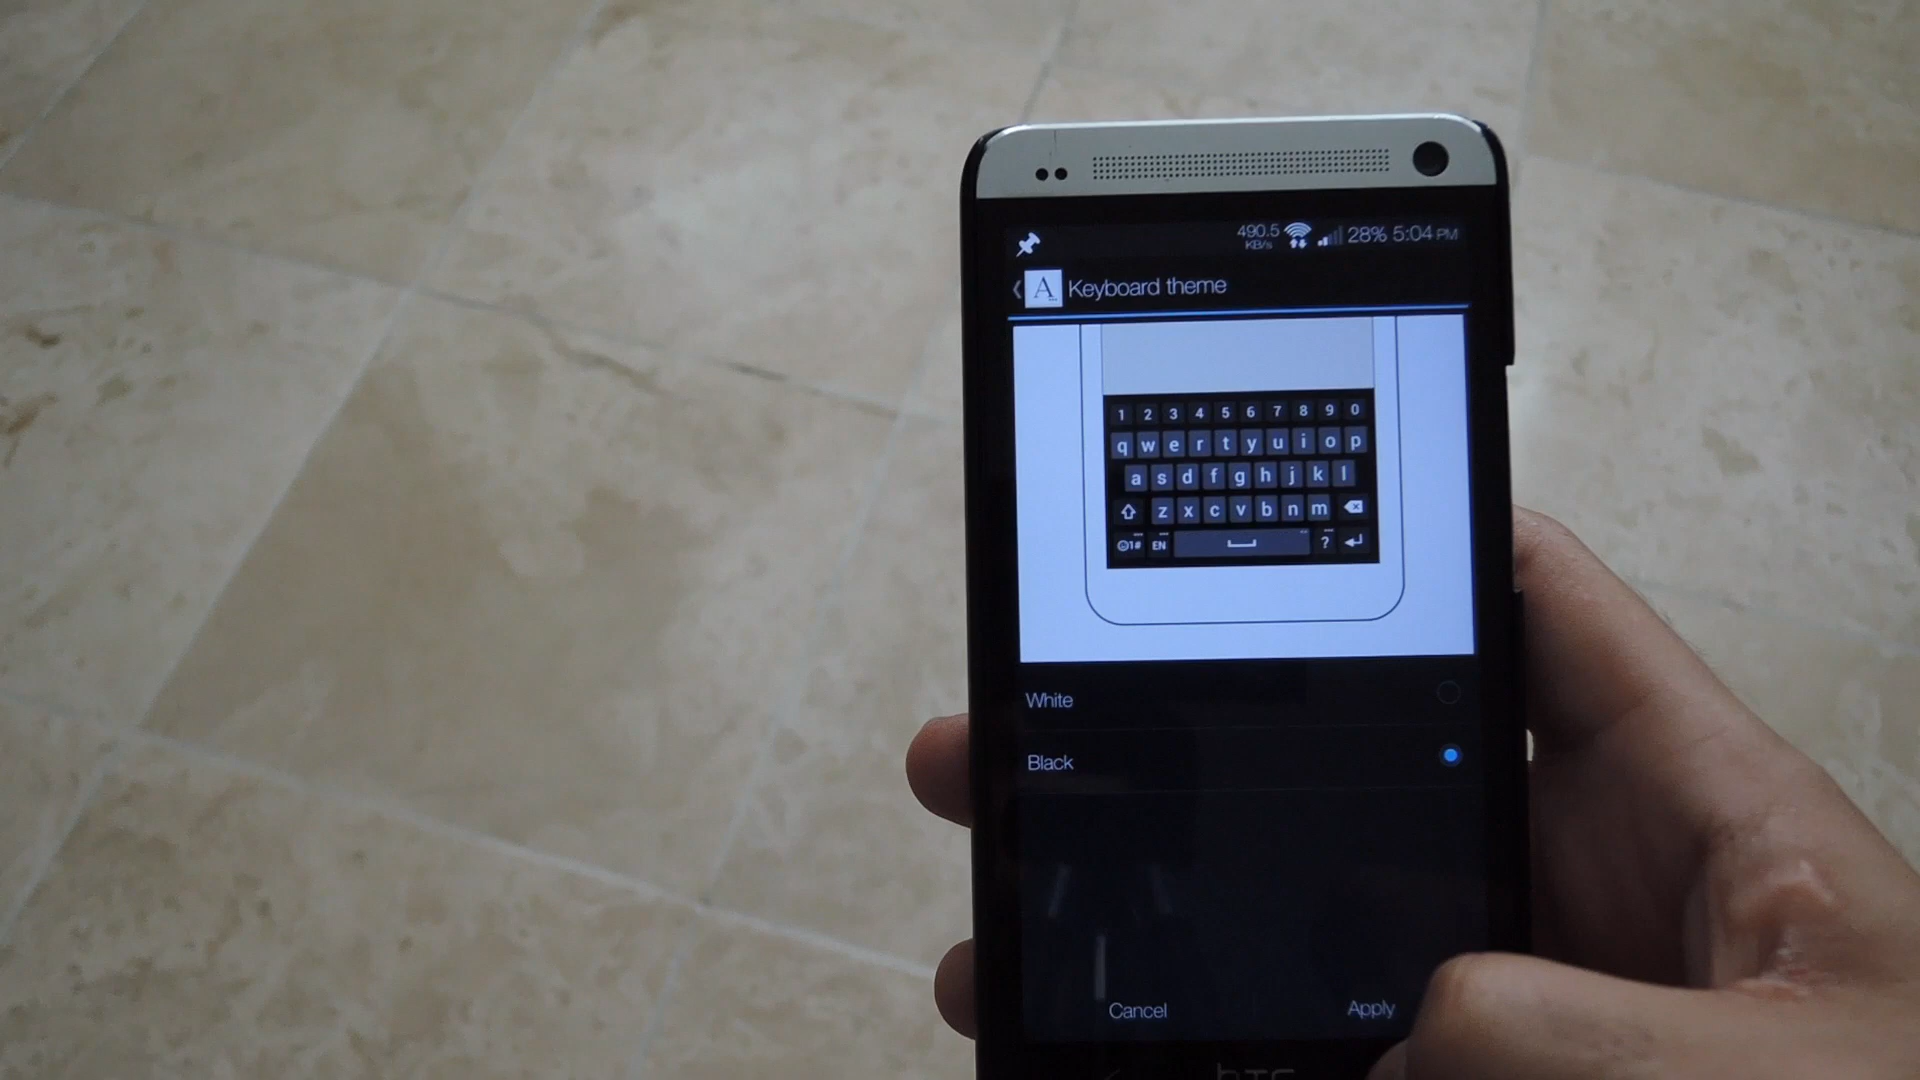 490.5
KB/s
28% 5:04 PM
A Keyboard theme
1 2 3 4 5 6 7 8 9 0
q w e r t y u i o p
a s d f g h j k l
z x c v b n m
☺1# EN ?
White
Black
Cancel Apply
hTC